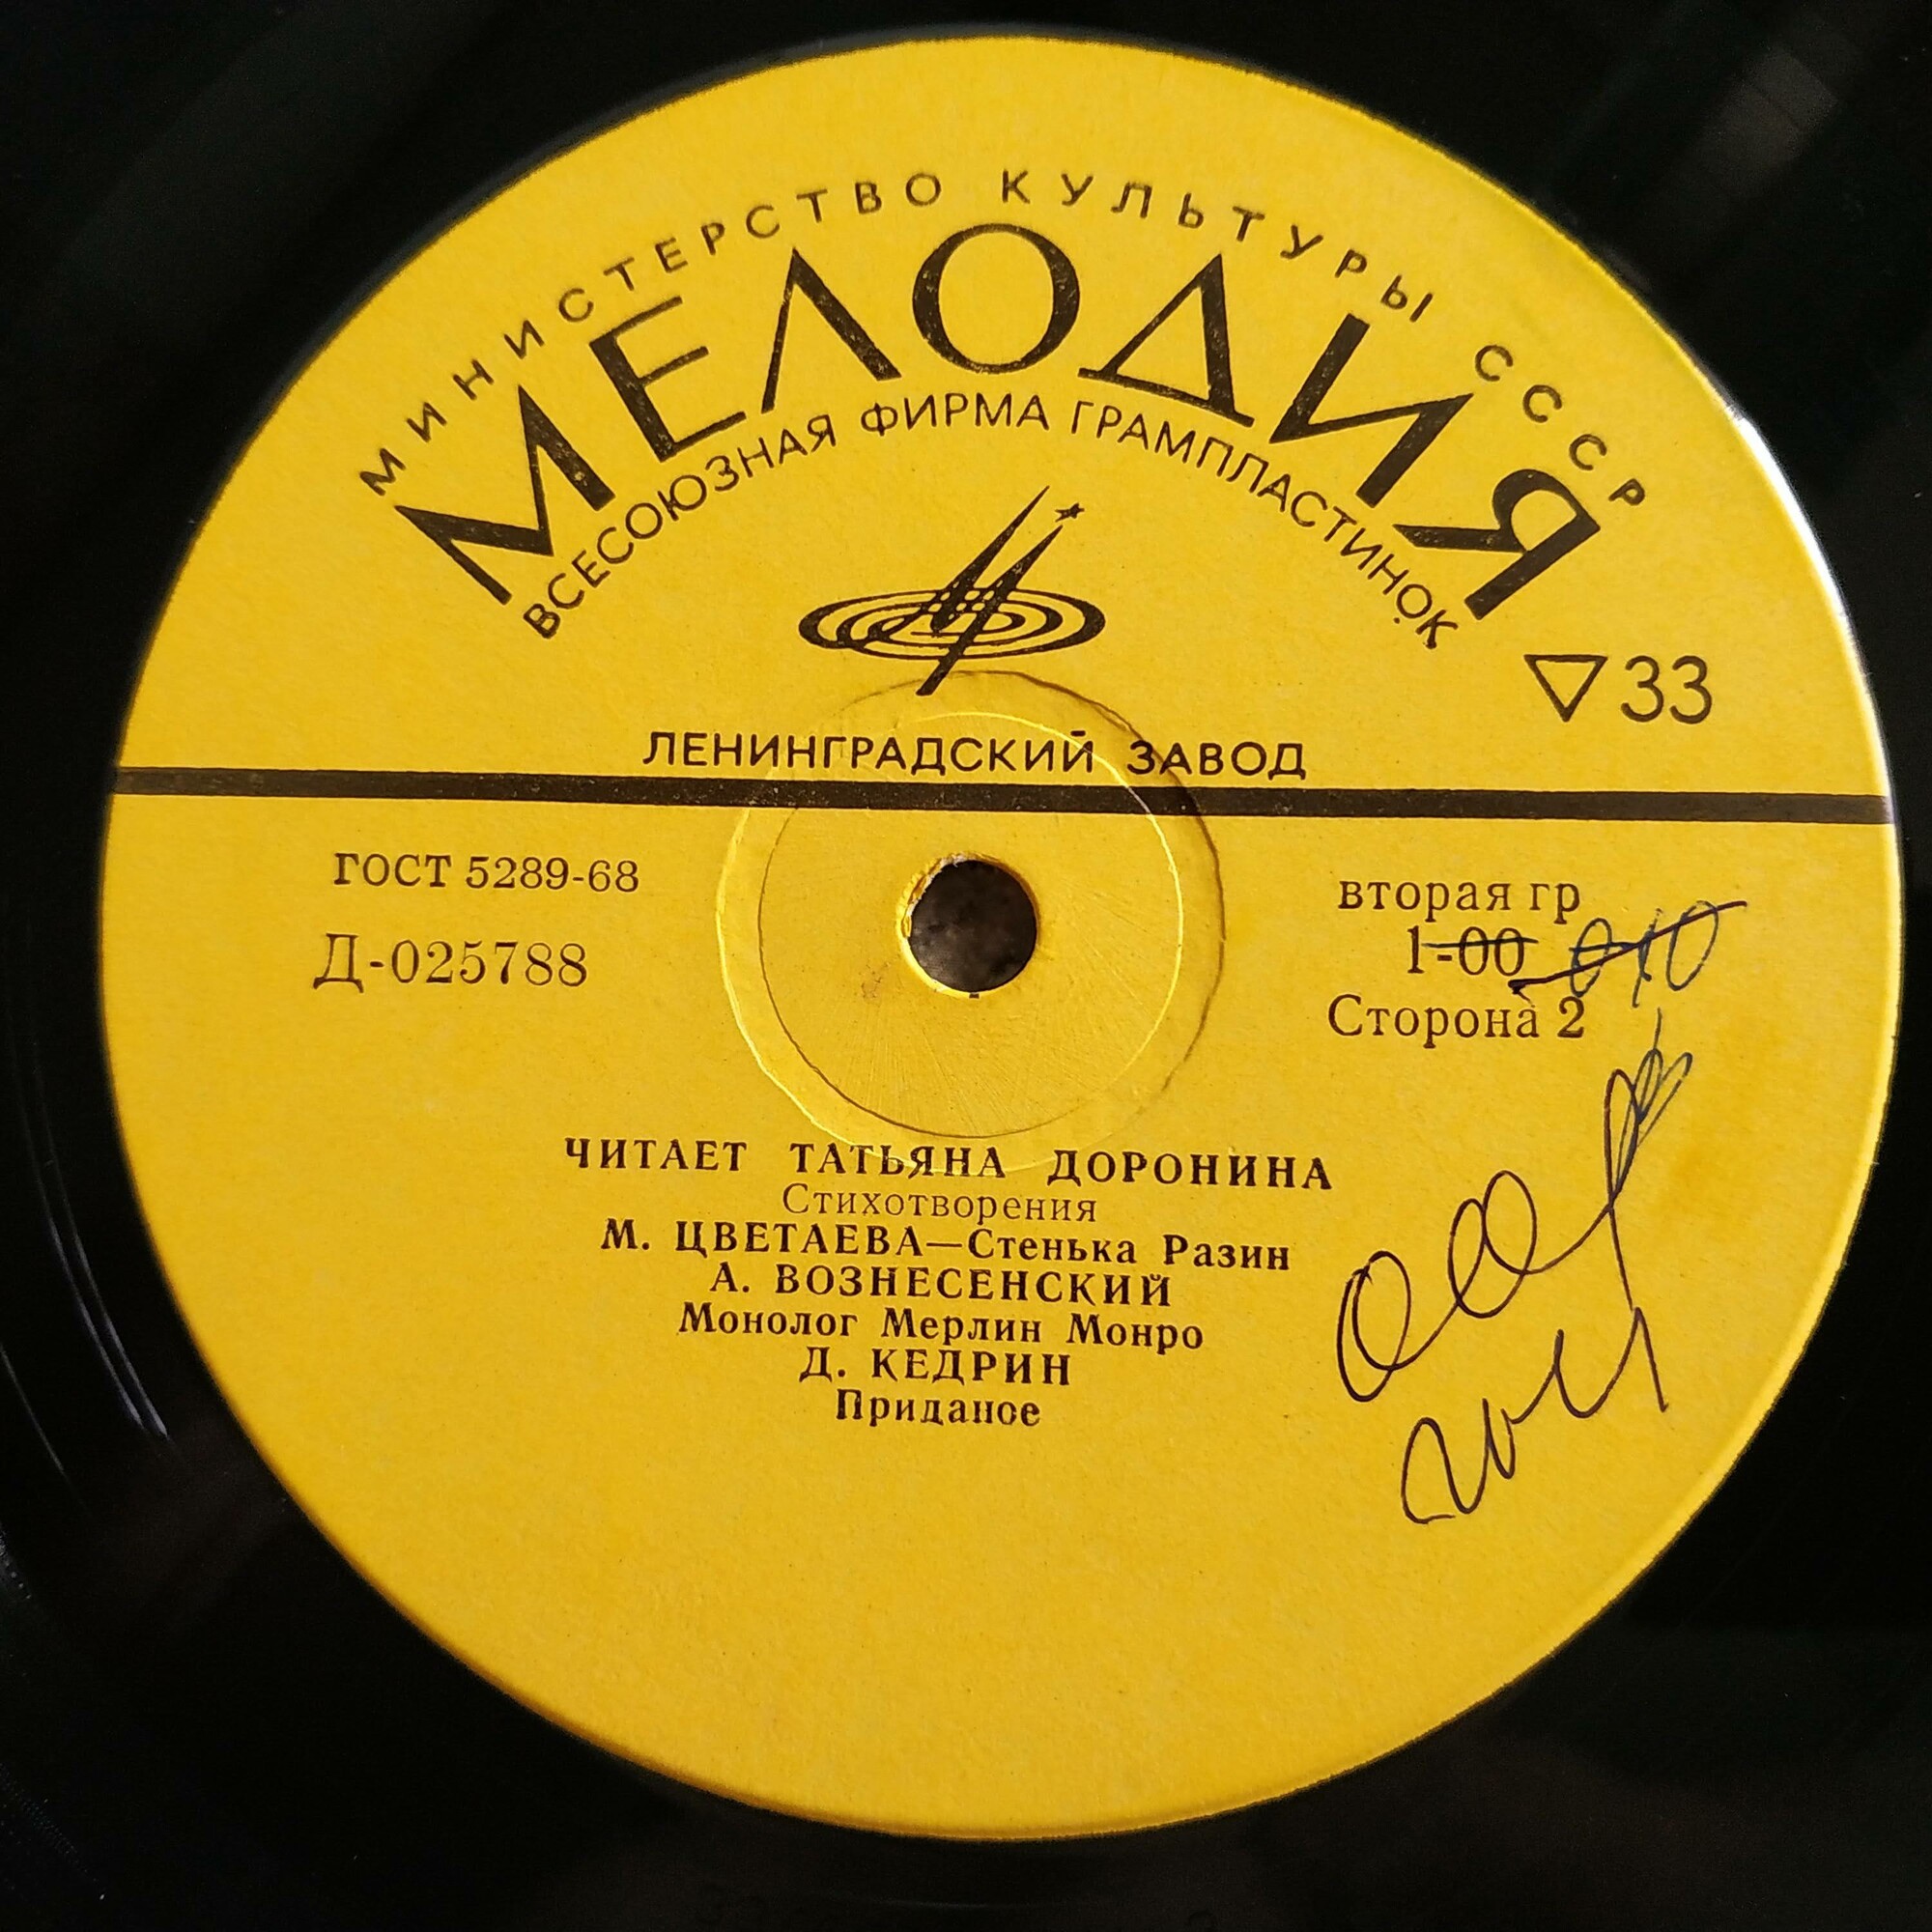 МИНИСТЕРСТВО КУЛЬТУРЫ СССР
МЕЛОДИЯ
ВСЕСОЮЗНАЯ ФИРМА ГРАМПЛАСТИНОК
33
ЛЕНИНГРАДСКИЙ ЗАВОД
ГОСТ 5289-68
Д-025788
вторая гр
1-00
Сторона 2
ЧИТАЕТ ТАТЬЯНА ДОРОНИНА
Стихотворения
М. ЦВЕТАЕВА—Стенька Разин
А. ВОЗНЕСЕНСКИЙ
Монолог Мерлин Монро
Д. КЕДРИН
Приданое